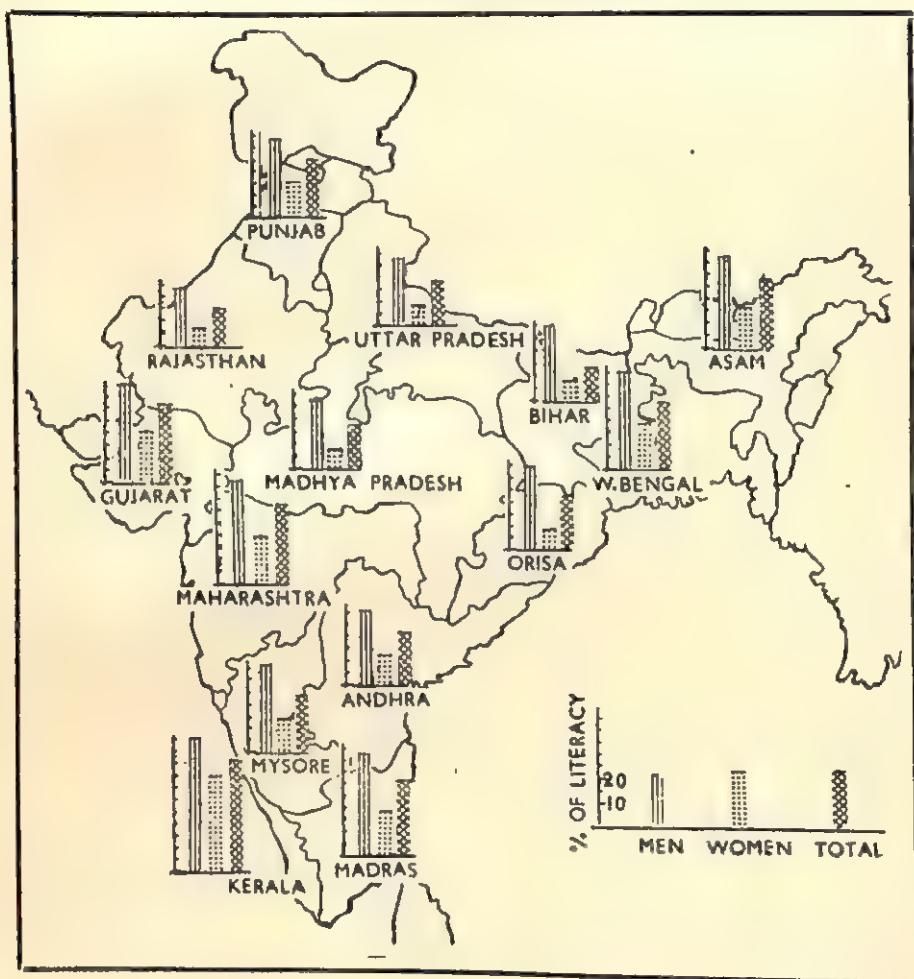 PUNJAB
RAJASTHAN
UTTAR PRADESH
ASAM
BIHAR
GUJARAT
MADHYA PRADESH
W.BENGAL
MAHARASHTRA
ORISA
ANDHRA
MYSORE
KERALA
MADRAS
% OF LITERACY
20
10
MEN WOMEN TOTAL